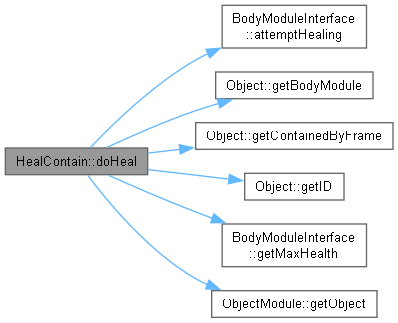 BodyModuleInterface
::attemptHealing
Object::getBodyModule
Object::getContainedByFrame
HealContain::doHeal
Object::getID
BodyModuleInterface
::getMaxHealth
ObjectModule::getObject